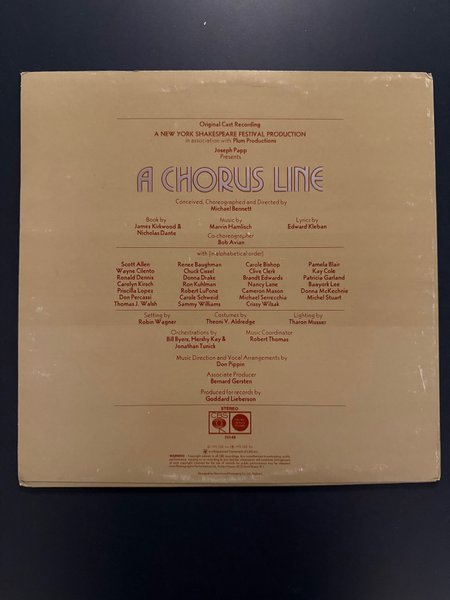 Original Cast Recording
A NEW YORK SHAKESPEARE FESTIVAL PRODUCTION
in association with Plum Productions
Joseph Papp
Presents
A CHORUS LINE
Conceived, Choreographed and Directed by
Michael Bennett
Book by Music by Lyrics by
James Kirkwood & Marvin Hamlisch Edward Kleban
Nicholas Dante Co-choreographer
Bob Avian
with (in alphabetical order)
Scott Allen Renee Baughman Carole Bishop Pamela Blair
Wayne Cilento Chuck Cissel Clive Clerk Kay Cole
Ronald Dennis Donna Drake Brandt Edwards Patricia Garland
Carolyn Kirsch Ron Kuhlman Nancy Lane Baayork Lee
Priscilla Lopez Robert LuPone Cameron Mason Donna McKechnie
Don Percassi Carole Schweid Michael Serrecchia Michel Stuart
Thomas J. Walsh Sammy Williams Crissy Wilzak
Setting by Costumes by Lighting by
Robin Wagner Theoni V. Aldredge Tharon Musser
Orchestrations by Music Coordinator
Bill Byers, Hershy Kay & Robert Thomas
Jonathan Tunick
Music Direction and Vocal Arrangements by
Don Pippin
Associate Producer
Bernard Gersten
Produced for records by
Goddard Lieberson
STEREO
CBS
70149
WARNING: